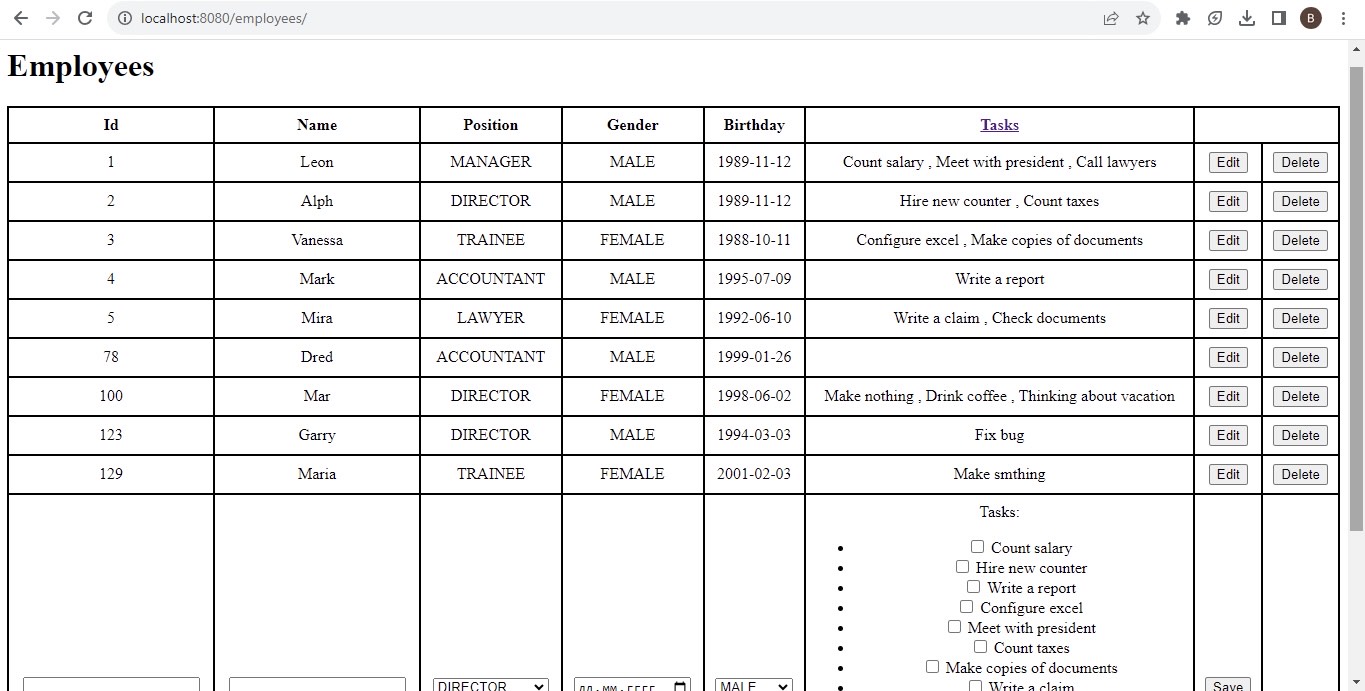 localhost:8080/employees/
B
Employees
Id Name Position Gender Birthday Tasks
1 Leon MANAGER MALE 1989-11-12 Count salary , Meet with president , Call lawyers Edit Delete
2 Alph DIRECTOR MALE 1989-11-12 Hire new counter , Count taxes Edit Delete
3 Vanessa TRAINEE FEMALE 1988-10-11 Configure excel , Make copies of documents Edit Delete
4 Mark ACCOUNTANT MALE 1995-07-09 Write a report Edit Delete
5 Mira LAWYER FEMALE 1992-06-10 Write a claim , Check documents Edit Delete
78 Dred ACCOUNTANT MALE 1999-01-26 Edit Delete
100 Mar DIRECTOR FEMALE 1998-06-02 Make nothing , Drink coffee , Thinking about vacation Edit Delete
123 Garry DIRECTOR MALE 1994-03-03 Fix bug Edit Delete
129 Maria TRAINEE FEMALE 2001-02-03 Make smthing Edit Delete
Tasks:
Count salary
Hire new counter
Write a report
Configure excel
Meet with president
Count taxes
Make copies of documents
DIRECTOR MALE Write a claim Save